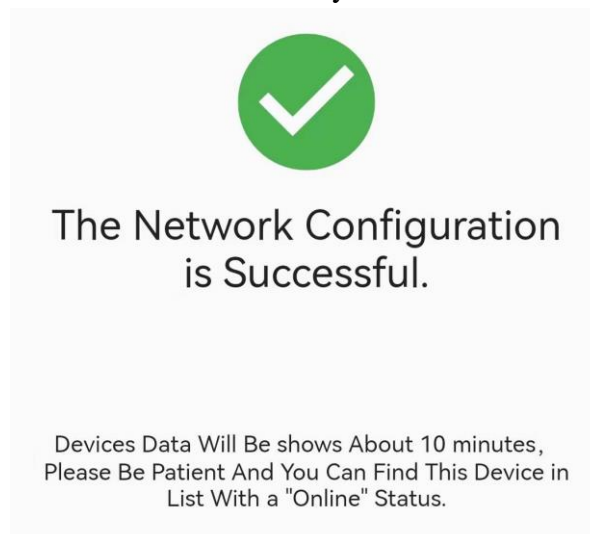 The Network Configuration
is Successful.
Devices Data Will Be shows About 10 minutes,
Please Be Patient And You Can Find This Device in
List With a "Online" Status.